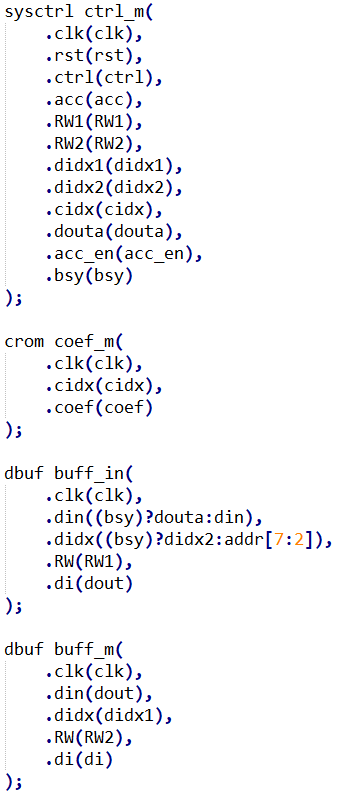 sysctrl ctrl_m(
.clk(clk),
.rst(rst),
.ctrl(ctrl),
.acc(acc),
.RW1(RW1),
.RW2(RW2),
.didx1(didx1),
.didx2(didx2),
.cidx(cidx),
.douta(douta),
.acc_en(acc_en),
.bsy(bsy)
);
crom coef_m(
.clk(clk),
.cidx(cidx),
.coef(coef)
);
dbuf buff_in(
.clk(clk),
.din((bsy)?douta:din),
.didx((bsy)?didx2:addr[7:2]),
.RW(RW1),
.di(dout)
);
dbuf buff_m(
.clk(clk),
.din(dout),
.didx(didx1),
.RW(RW2),
.di(di)
);